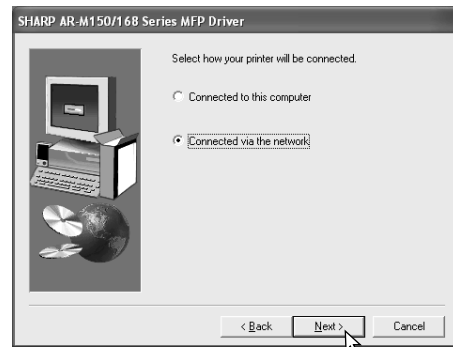 SHARP AR-M150/168 Series MFP Driver
Select how your printer will be connected.
Connected to this computer
Connected via the network
< Back Next > Cancel